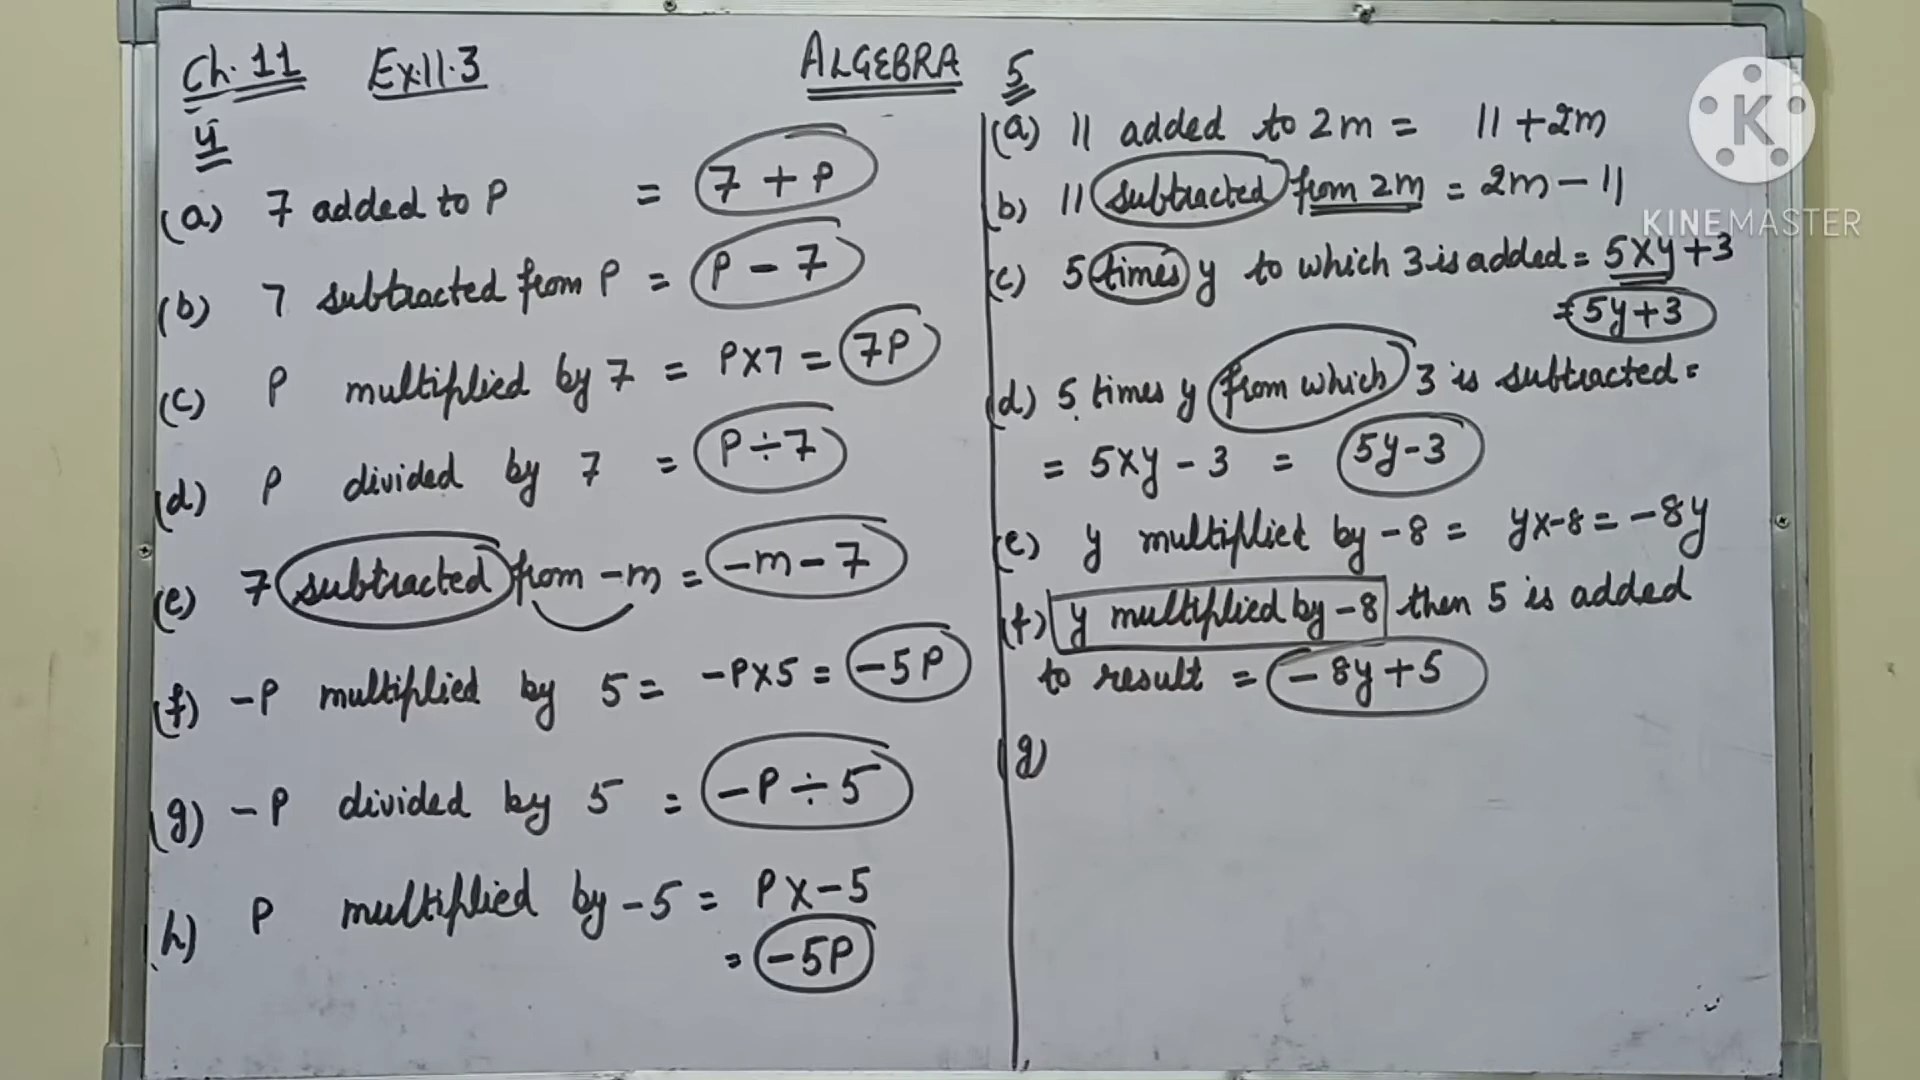 Ch. 11 Ex.11.3 ALGEBRA
4
(a) 7 added to P = 7 + P
(b) 7 subtracted from P = P - 7
(c) P multiplied by 7 = P×7 = 7P
(d) P divided by 7 = P÷7
(e) 7 subtracted from -m = -m-7
(f) -P multiplied by 5 = -P×5 = -5P
(g) -P divided by 5 = -P÷5
(h) P multiplied by -5 = P×-5
= -5P
5
(a) 11 added to 2m = 11+2m
(b) 11 subtracted from 2m = 2m-11
(c) 5 times y to which 3 is added = 5×y+3
= 5y+3
(d) 5 times y from which 3 is subtracted =
= 5×y - 3 = 5y-3
(e) y multiplied by -8 = y×-8 = -8y
(f) y multiplied by -8 then 5 is added
to result = -8y+5
(g)
K
KINEMASTER